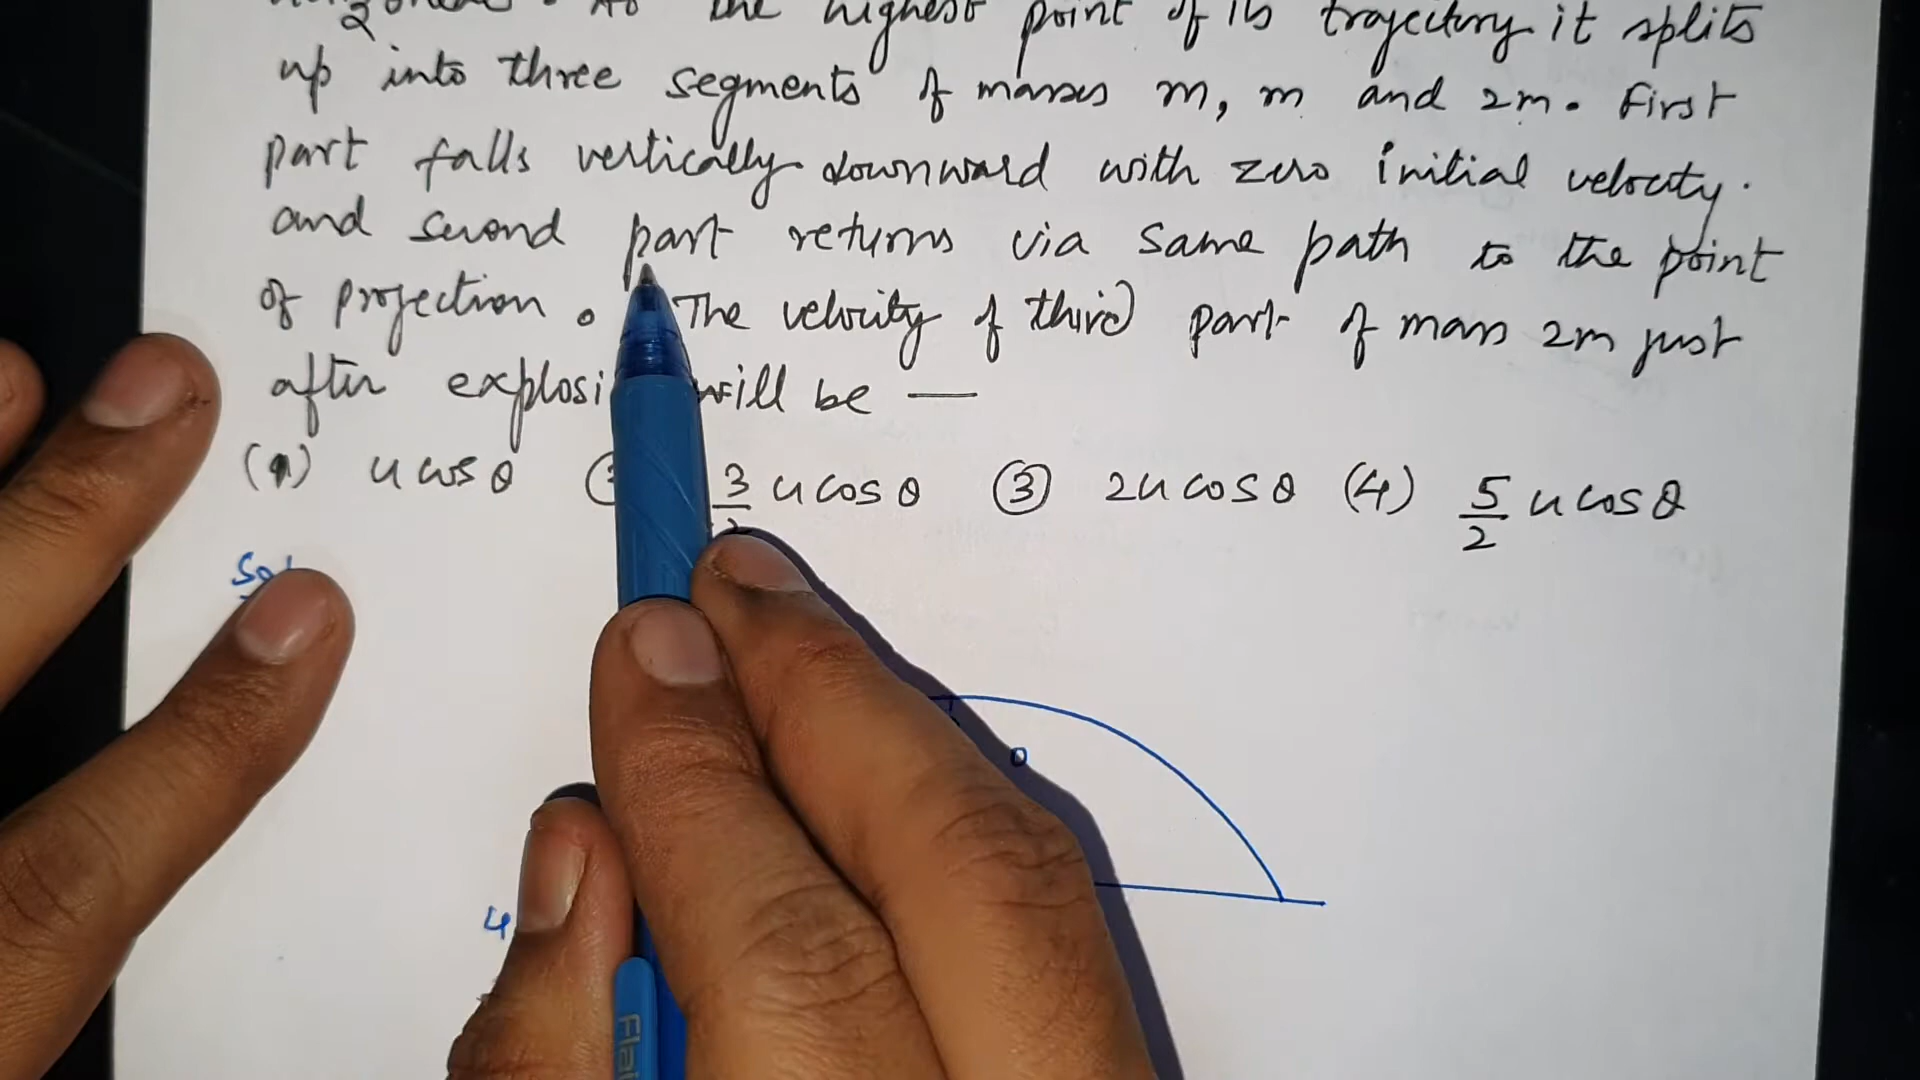 the highest point of its trajectory it splits
up into three segments of masses m, m and 2m. First
part falls vertically downward with zero initial velocity.
and second part returns via same path to the point
of projection. The velocity of third part of mass 2m just
after will be —
(1) u cos θ 3/2 u cos θ (3) 2u cos θ (4) 5/2 u cos θ
θ
4
Flai